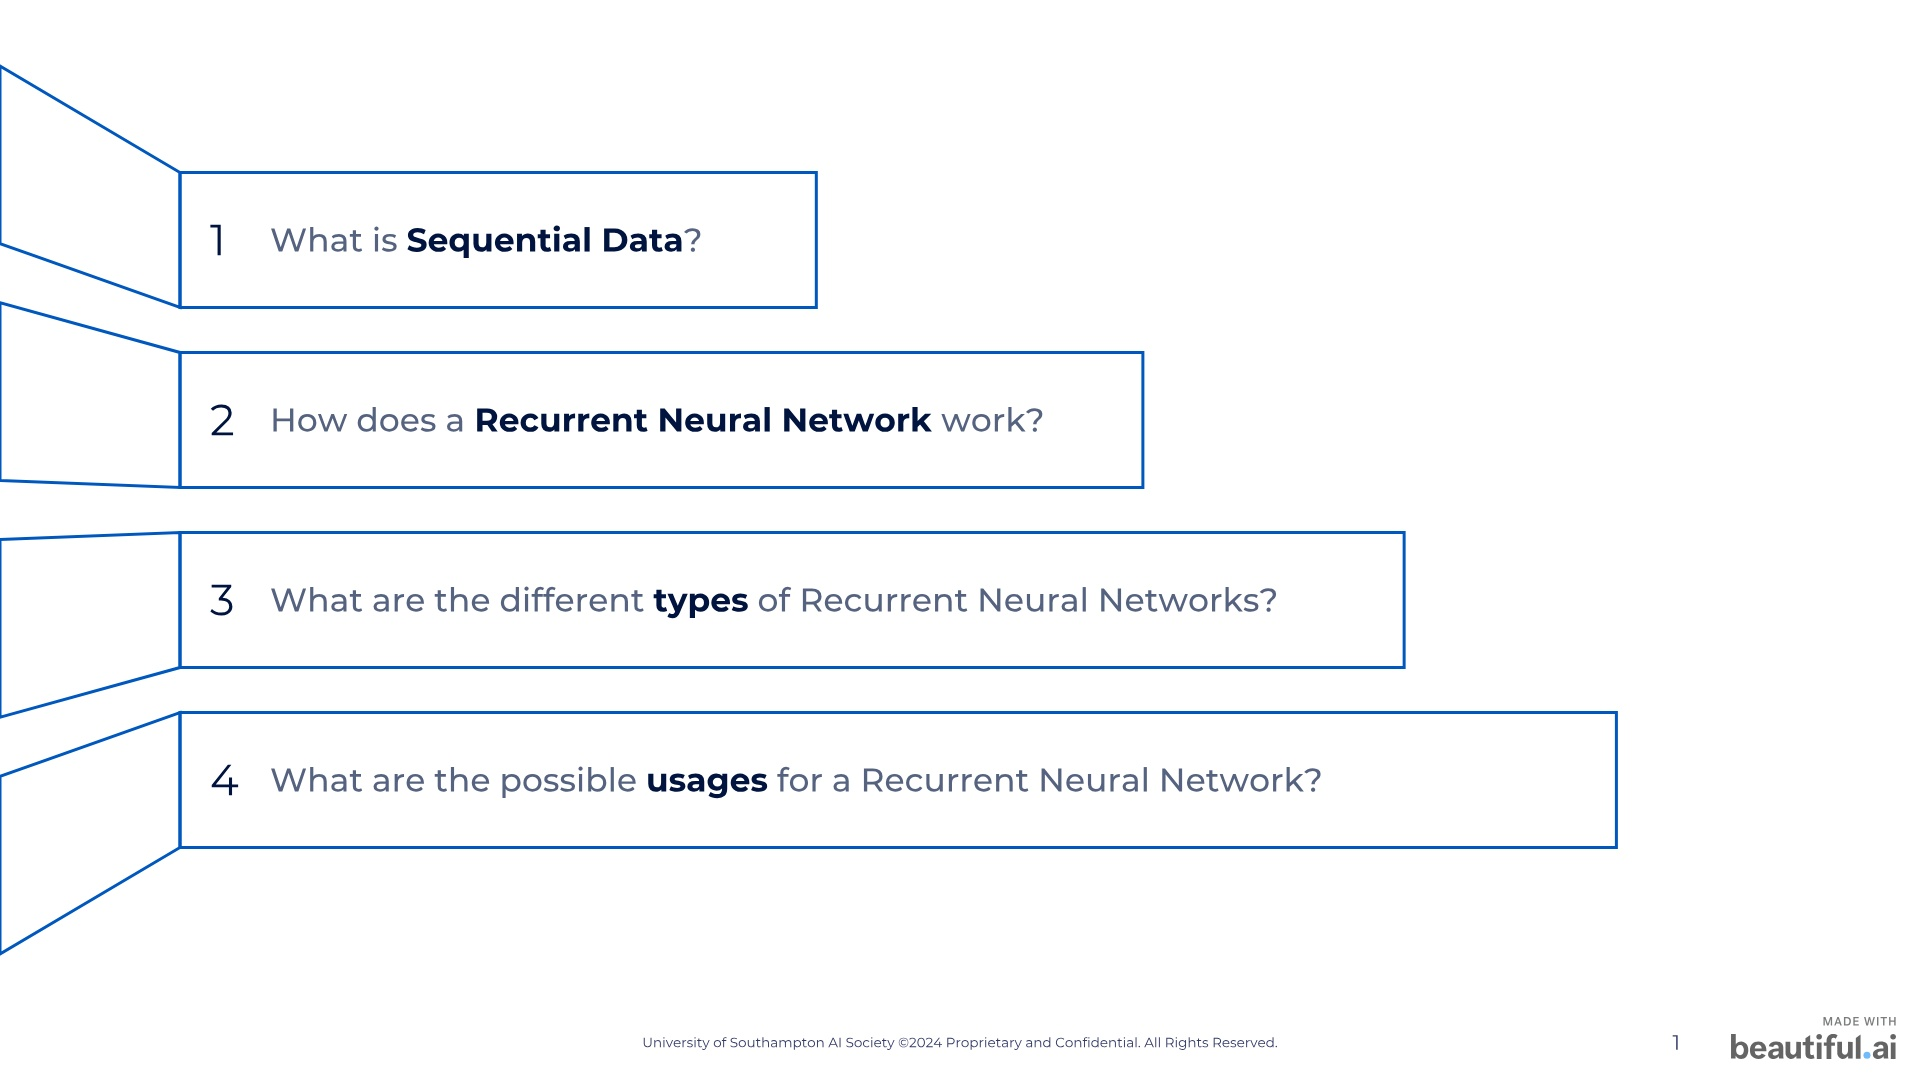 1 What is Sequential Data?
2 How does a Recurrent Neural Network work?
3 What are the different types of Recurrent Neural Networks?
4 What are the possible usages for a Recurrent Neural Network?
University of Southampton AI Society ©2024 Proprietary and Confidential. All Rights Reserved.
1
MADE WITH
beautiful.ai